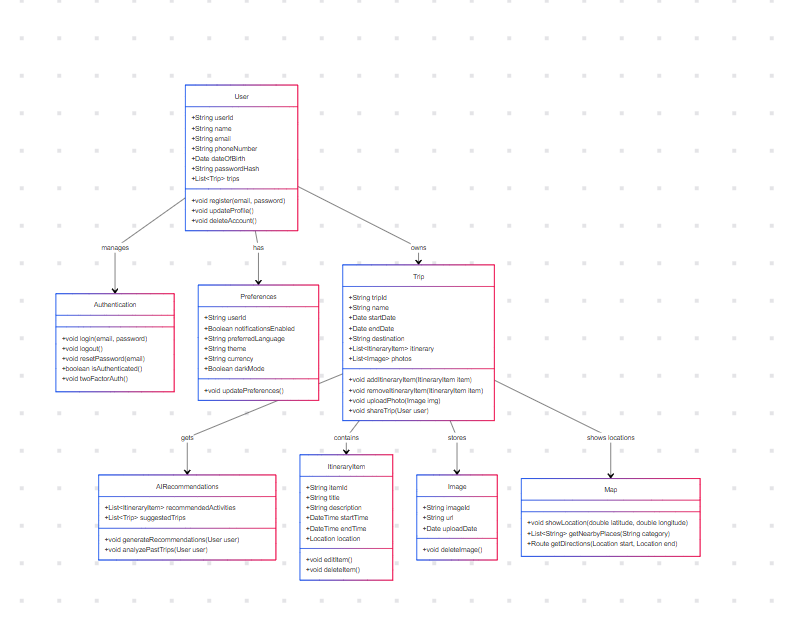 User
+String userId
+String name
+String email
+String phoneNumber
+Date dateOfBirth
+String passwordHash
+List<Trip> trips
+void register(email, password)
+void updateProfile()
+void deleteAccount()
manages
has
owns
Authentication
+void login(email, password)
+void logout()
+void resetPassword(email)
+boolean isAuthenticated()
+void twoFactorAuth()
Preferences
+String userId
+Boolean notificationsEnabled
+String preferredLanguage
+String theme
+String currency
+Boolean darkMode
+void updatePreferences()
Trip
+String tripId
+String name
+Date startDate
+Date endDate
+String destination
+List<ItineraryItem> itinerary
+List<Image> photos
+void addItineraryItem(ItineraryItem item)
+void removeItineraryItem(ItineraryItem item)
+void uploadPhoto(Image img)
+void shareTrip(User user)
gets
contains
stores
shows locations
AIRecommendations
+List<ItineraryItem> recommendedActivities
+List<Trip> suggestedTrips
+void generateRecommendations(User user)
+void analyzePastTrips(User user)
ItineraryItem
+String itemId
+String title
+String description
+DateTime startTime
+DateTime endTime
+Location location
+void editItem()
+void deleteItem()
Image
+String imageId
+String url
+Date uploadDate
+void deleteImage()
Map
+void showLocation(double latitude, double longitude)
+List<String> getNearbyPlaces(String category)
+Route getDirections(Location start, Location end)